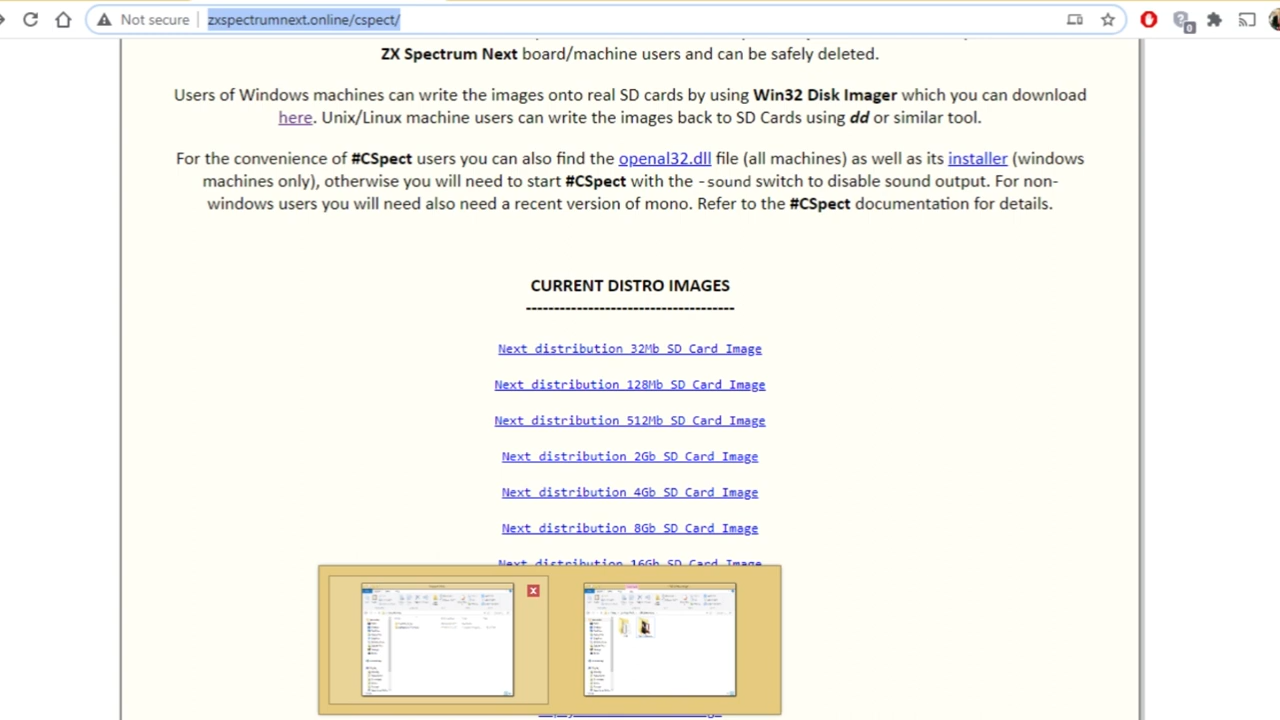 Not secure
zxspectrumnext.online/cspect/
0
ZX Spectrum Next board/machine users and can be safely deleted.
Users of Windows machines can write the images onto real SD cards by using Win32 Disk Imager which you can download
here. Unix/Linux machine users can write the images back to SD Cards using dd or similar tool.
For the convenience of #CSpect users you can also find the openal32.dll file (all machines) as well as its installer (windows
machines only), otherwise you will need to start #CSpect with the -sound switch to disable sound output. For non-
windows users you will need also need a recent version of mono. Refer to the #CSpect documentation for details.
CURRENT DISTRO IMAGES
------------------------------------
Next distribution 32Mb SD Card Image
Next distribution 128Mb SD Card Image
Next distribution 512Mb SD Card Image
Next distribution 2Gb SD Card Image
Next distribution 4Gb SD Card Image
Next distribution 8Gb SD Card Image
Next distribution 16Gb SD Card Image